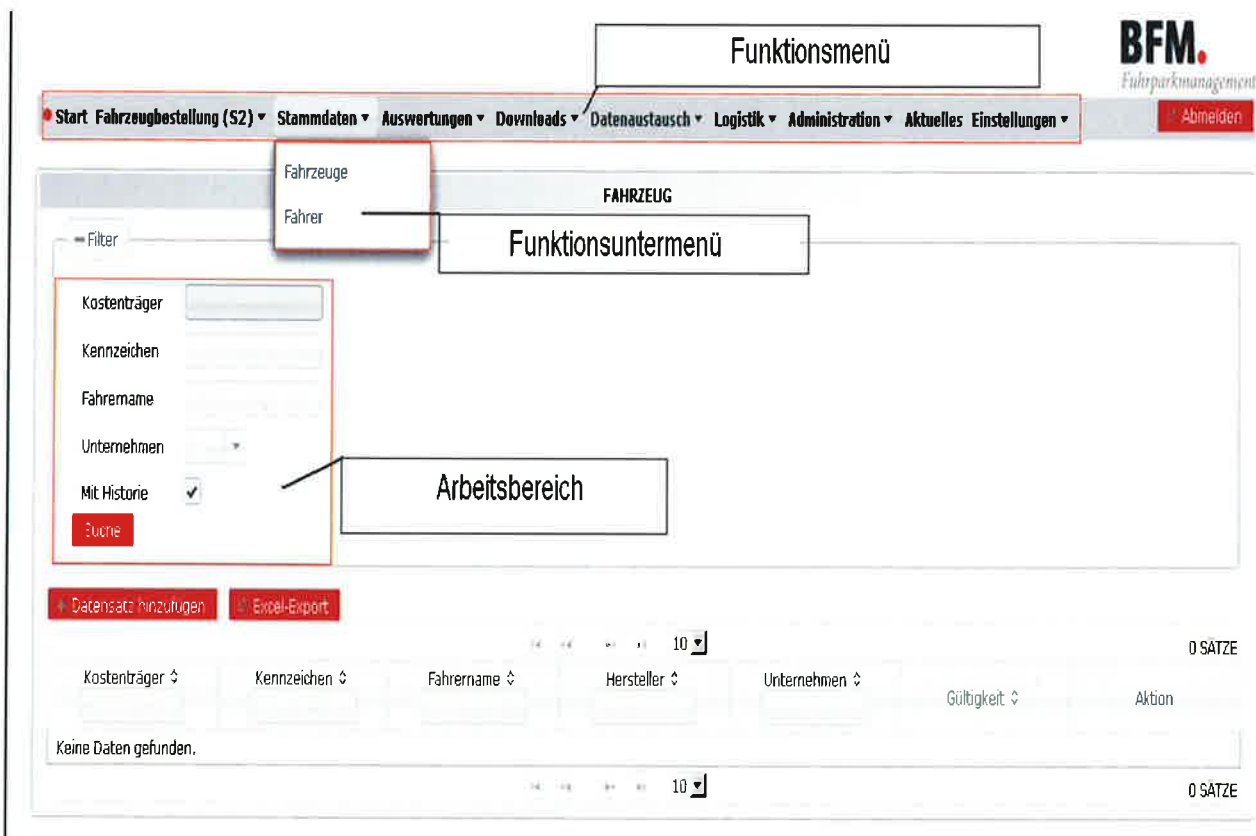 Funktionsmenü
BFM.
Fuhrparkmanagement
Start Fahrzeugbestellung (S2) Stammdaten Auswertungen Downloads Datenaustausch Logistik Administration Aktuelles Einstellungen
Abmelden
Fahrzeuge
Fahrer
FAHRZEUG
Funktionsuntermenü
Filter
Kostenträger
Kennzeichen
Fahrername
Unternehmen
Mit Historie
Arbeitsbereich
Suche
+ Datensatz hinzufügen Excel-Export
10 0 SÄTZE
Kostenträger Kennzeichen Fahrername Hersteller Unternehmen Gültigkeit Aktion
Keine Daten gefunden.
10 0 SÄTZE